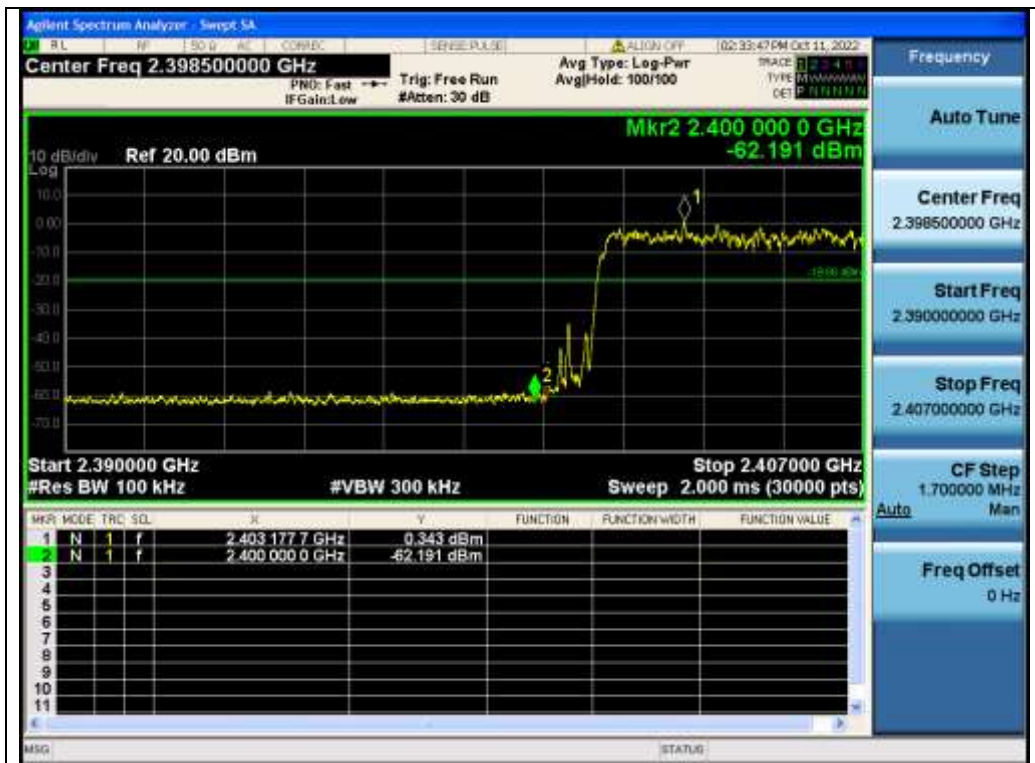 Agilent Spectrum Analyzer - Swept SA
RL RF 50 Ω AC CORREC SENSE:PULSE ALIGN OFF 02:33:47 PM Oct 11, 2022
Center Freq 2.398500000 GHz
PNO: Fast
IFGain:Low
Trig: Free Run
#Atten: 30 dB
Avg Type: Log-Pwr
Avg|Hold: 100/100
TRACE 1 2 3 4 5 6
TYPE M
DET P N N N N N
Frequency
Mkr2 2.400 000 0 GHz
-62.191 dBm
10 dB/div Ref 20.00 dBm
Log
10.0
0.00
-10.0
-20.0
-30.0
-40.0
-50.0
-60.0
-70.0
1
2
Start 2.390000 GHz
Stop 2.407000 GHz
#Res BW 100 kHz
#VBW 300 kHz
Sweep 2.000 ms (30000 pts)
MKR MODE TRC SCL X Y FUNCTION FUNCTION WIDTH FUNCTION VALUE
1 N 1 f 2.403 177 7 GHz 0.343 dBm
2 N 1 f 2.400 000 0 GHz -62.191 dBm
3
4
5
6
7
8
9
10
11
MSG
STATUS
Auto Tune
Center Freq
2.398500000 GHz
Start Freq
2.390000000 GHz
Stop Freq
2.407000000 GHz
CF Step
1.700000 MHz
Auto Man
Freq Offset
0 Hz